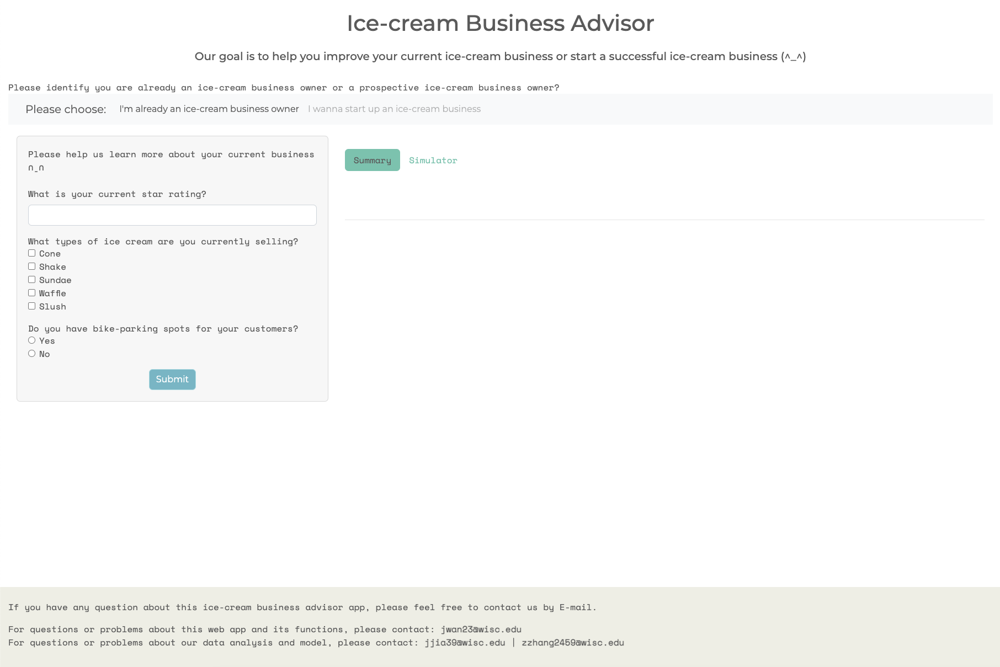 Ice-cream Business Advisor
Our goal is to help you improve your current ice-cream business or start a successful ice-cream business (^_^)
Please identify you are already an ice-cream business owner or a prospective ice-cream business owner?
Please choose: I'm already an ice-cream business owner I wanna start up an ice-cream business
Please help us learn more about your current business
∩_∩
What is your current star rating?
What types of ice cream are you currently selling?
Cone
Shake
Sundae
Waffle
Slush
Do you have bike-parking spots for your customers?
Yes
No
Submit
Summary Simulator
If you have any question about this ice-cream business advisor app, please feel free to contact us by E-mail.
For questions or problems about this web app and its functions, please contact: jwan23@wisc.edu
For questions or problems about our data analysis and model, please contact: jjia39@wisc.edu | zzhang2459@wisc.edu